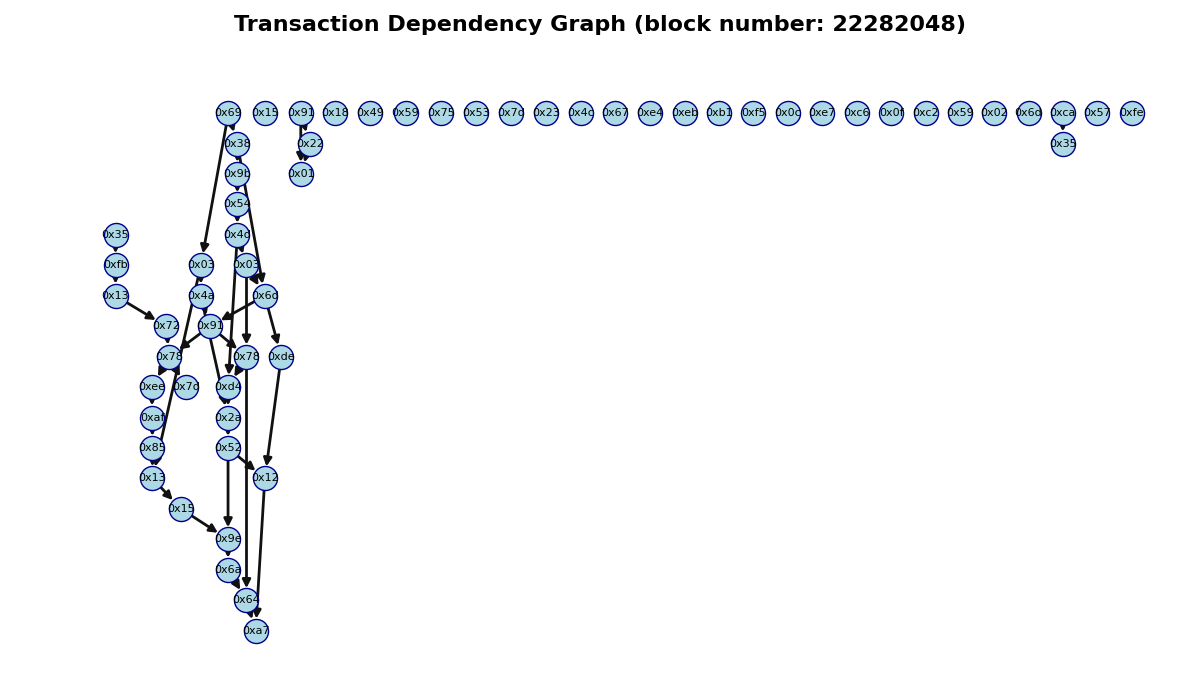 Transaction Dependency Graph (block number: 22282048)
0x69 0x15 0x91 0x18 0x49 0x59 0x75 0x53 0x7c 0x23 0x4c 0x67 0xe4 0xeb 0xb1 0xf5 0x0c 0xe7 0xc6 0x0f 0xc2 0x59 0x02 0x6d 0xca 0x57 0xfe
0x38 0x22 0x35
0x9b 0x01
0x54
0x35 0x4d
0xfb 0x03 0x03
0x13 0x4a 0x6d
0x72 0x91
0x78 0x78 0xde
0xee 0x7d 0xd4
0xaf 0x2a
0x85 0x52
0x13 0x12
0x15
0x9e
0x6a
0x64
0xa7